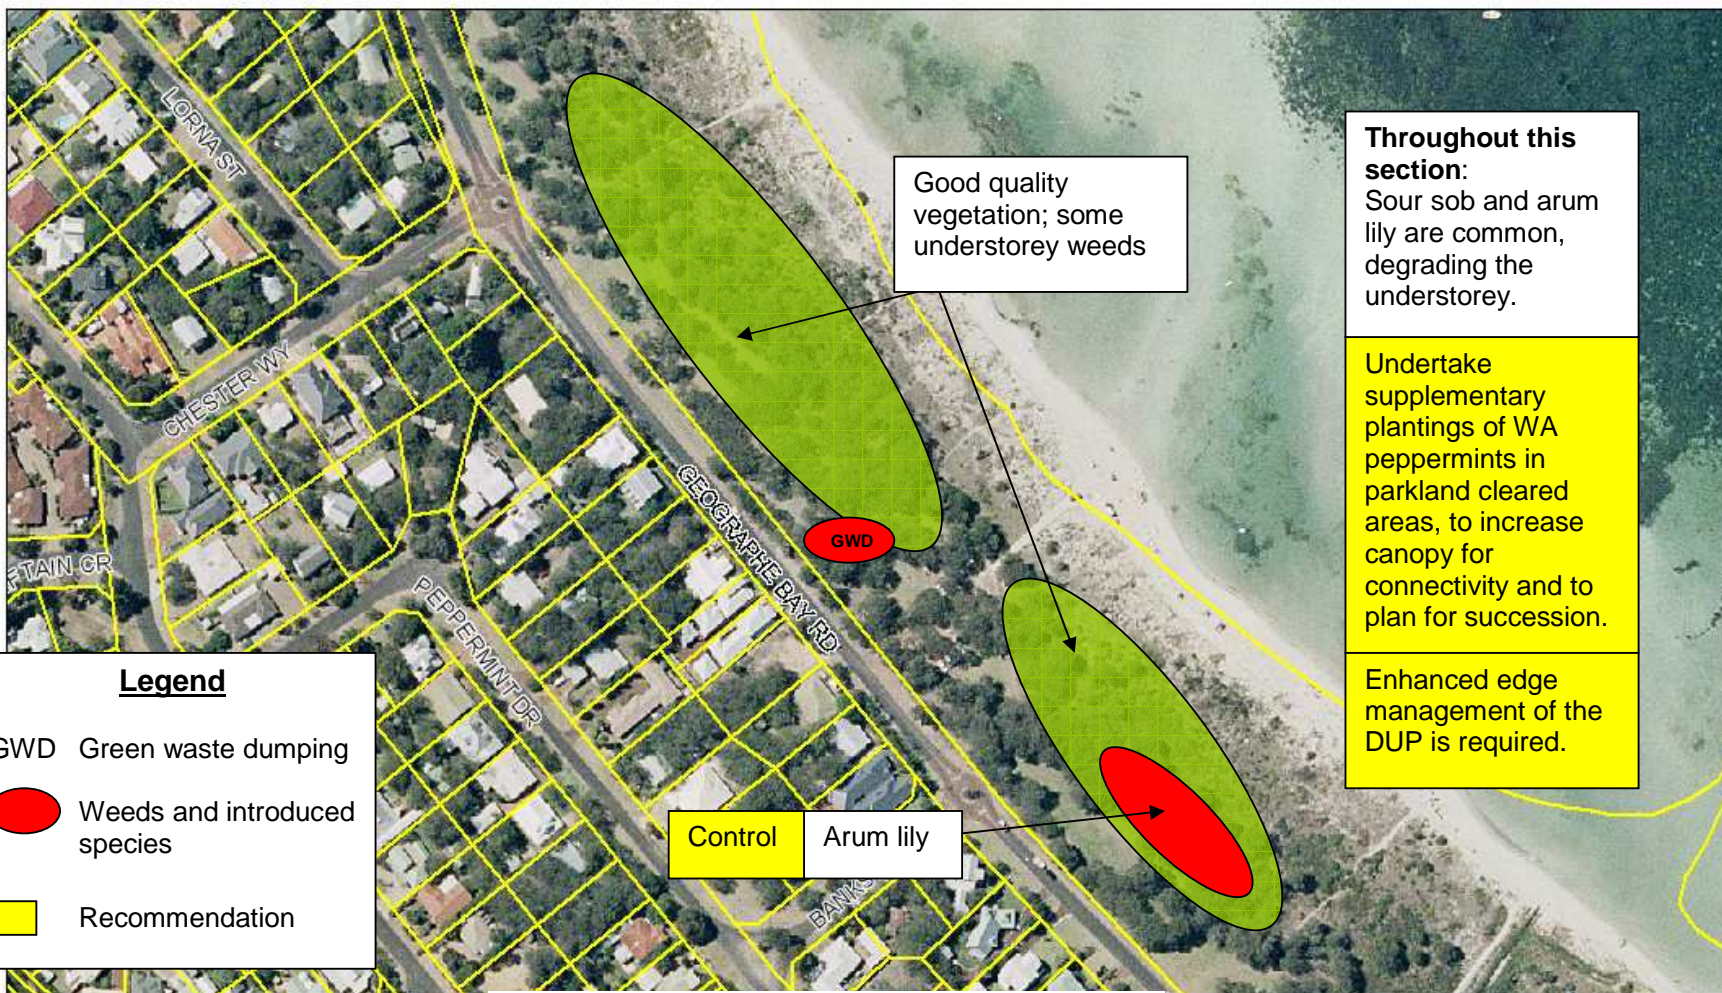 LORNA ST
CHESTER WY
TAIN CR
PEPPERMINT DR
GEOGRAPHE BAY RD
BANKS
Good quality
vegetation; some
understorey weeds
GWD
Control
Arum lily
Throughout this
section:
Sour sob and arum
lily are common,
degrading the
understorey.
Undertake
supplementary
plantings of WA
peppermints in
parkland cleared
areas, to increase
canopy for
connectivity and to
plan for succession.
Enhanced edge
management of the
DUP is required.
Legend
GWD Green waste dumping
Weeds and introduced
species
Recommendation